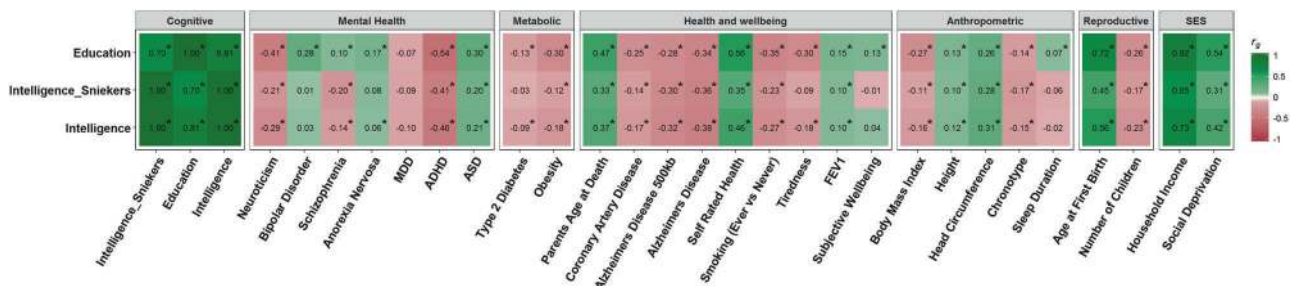 Cognitive Mental Health Metabolic Health and wellbeing Anthropometric Reproductive SES
Education 0.70* 1.00* 0.81* -0.41* 0.28* 0.10* 0.17* -0.07 -0.54* 0.30* -0.13* -0.30* 0.47* -0.25* -0.28* -0.34* 0.56* -0.35* -0.30* 0.15* 0.13* -0.27* 0.13* 0.26* -0.14* 0.07* 0.72* -0.26* 0.82* 0.54*
Intelligence_Sniekers 1.00* 0.70* 1.00* -0.21* 0.01 -0.20* 0.08 -0.09 -0.41* 0.20* -0.03 -0.12* 0.33* -0.14* -0.30* -0.36* 0.35* -0.23* -0.09 0.10* -0.01 -0.11* 0.10* 0.28* -0.17* -0.06 0.45* -0.17* 0.65* 0.31*
Intelligence 1.00* 0.81* 1.00* -0.29* 0.03 -0.14* 0.06* -0.10 -0.46* 0.21* -0.09* -0.18* 0.37* -0.17* -0.32* -0.38* 0.46* -0.27* -0.18* 0.10* 0.04 -0.16* 0.12* 0.31* -0.15* -0.02 0.56* -0.23* 0.73* 0.42*
rg
1.0
0.5
0.0
-0.5
-1.0
Intelligence_Sniekers
Education
Intelligence
Neuroticism
Bipolar Disorder
Schizophrenia
Anorexia Nervosa
MDD
ADHD
ASD
Type 2 Diabetes
Obesity
Parents Age at Death
Coronary Artery Disease
Alzheimers Disease 500kb
Alzheimers Disease
Self Rated Health
Smoking (Ever vs Never)
Tiredness
FEV1
Subjective Wellbeing
Body Mass Index
Height
Head Circumference
Chronotype
Sleep Duration
Age at First Birth
Number of Children
Household Income
Social Deprivation